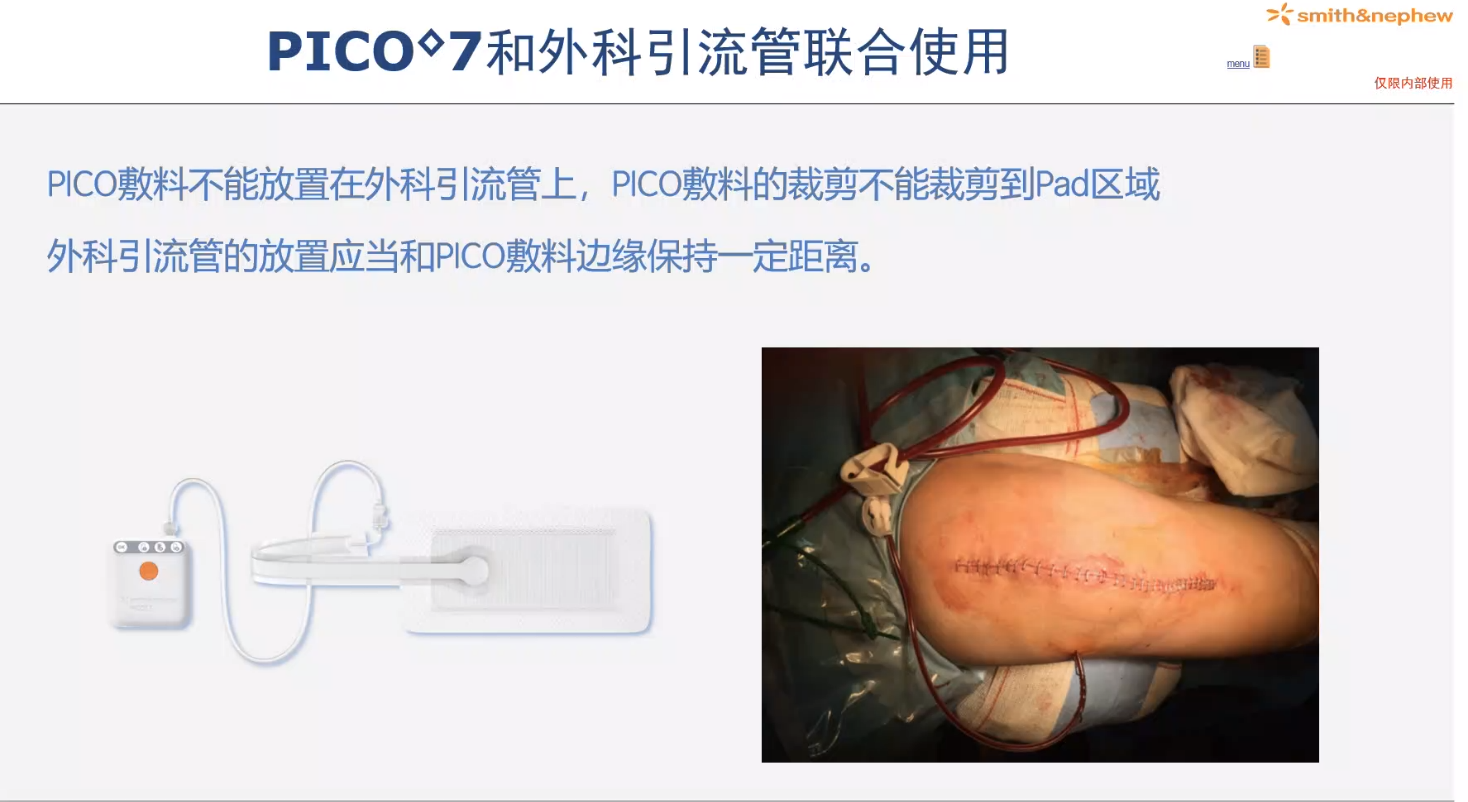 smith&nephew
PICO◇7和外科引流管联合使用
menu
仅限内部使用
PICO敷料不能放置在外科引流管上，PICO敷料的裁剪不能裁剪到Pad区域
外科引流管的放置应当和PICO敷料边缘保持一定距离。